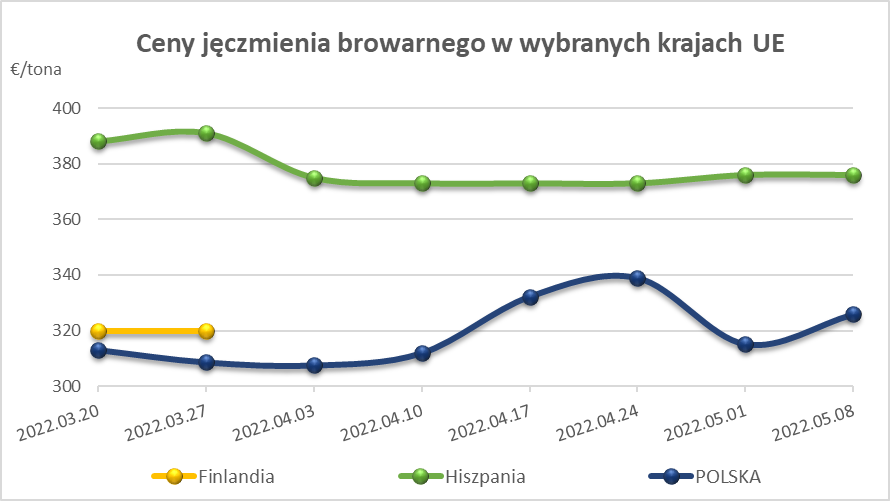 Ceny jęczmienia browarnego w wybranych krajach UE
€/tona
400
380
360
340
320
300
2022.03.20 2022.03.27 2022.04.03 2022.04.10 2022.04.17 2022.04.24 2022.05.01 2022.05.08
Finlandia Hiszpania POLSKA